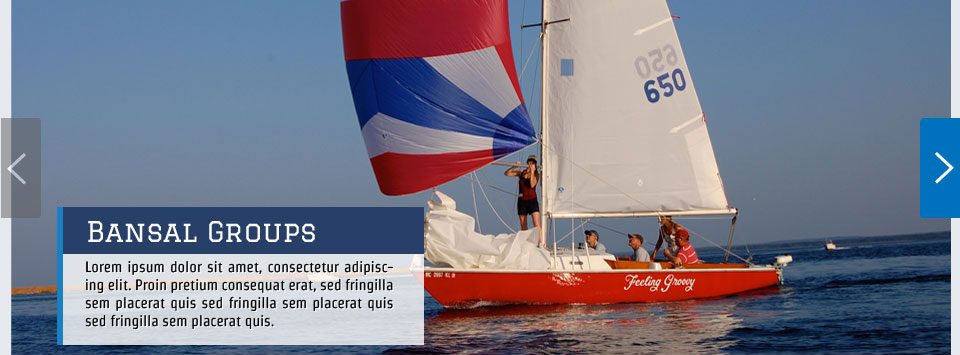 059
650
Bansal Groups
Lorem ipsum dolor sit amet, consectetur adipisc-
ing elit. Proin pretium consequat erat, sed fringilla
sem placerat quis sed fringilla sem placerat quis
sed fringilla sem placerat quis.
Feeling Groovy